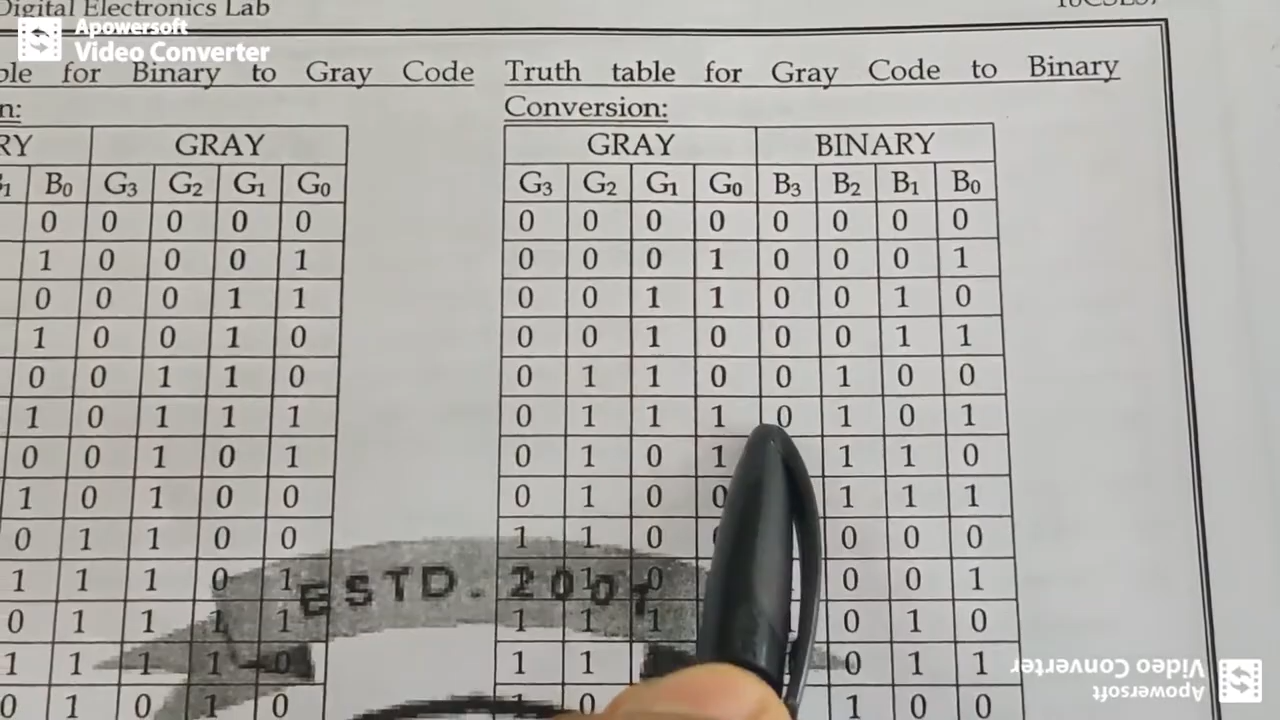 Digital Electronics Lab
Apowersoft
Video Converter
for Binary to Gray Code
GRAY
B₀ G₃ G₂ G₁ G₀
0 0 0 0 0
1 0 0 0 1
0 0 0 1 1
1 0 0 1 0
0 0 1 1 0
1 0 1 1 1
0 0 1 0 1
1 0 1 0 0
0 1 1 0 0
1 1 1 0 1
0 1 1 1 1
1 1 1 1 0
0 1 0 1 0
Truth table for Gray Code to Binary
Conversion:
GRAY BINARY
G₃ G₂ G₁ G₀ B₃ B₂ B₁ B₀
0 0 0 0 0 0 0 0
0 0 0 1 0 0 0 1
0 0 1 1 0 0 1 0
0 0 1 0 0 0 1 1
0 1 1 0 0 1 0 0
0 1 1 1 0 1 0 1
0 1 0 1 1 1 0
0 1 0 0 1 1 1
1 1 0 0 0 0
1 1 0 0 0 1
1 1 1 0 1 0
1 1 0 1 1
1 0 1 0 0
ESTD. 2001
Apowersoft
Video Converter